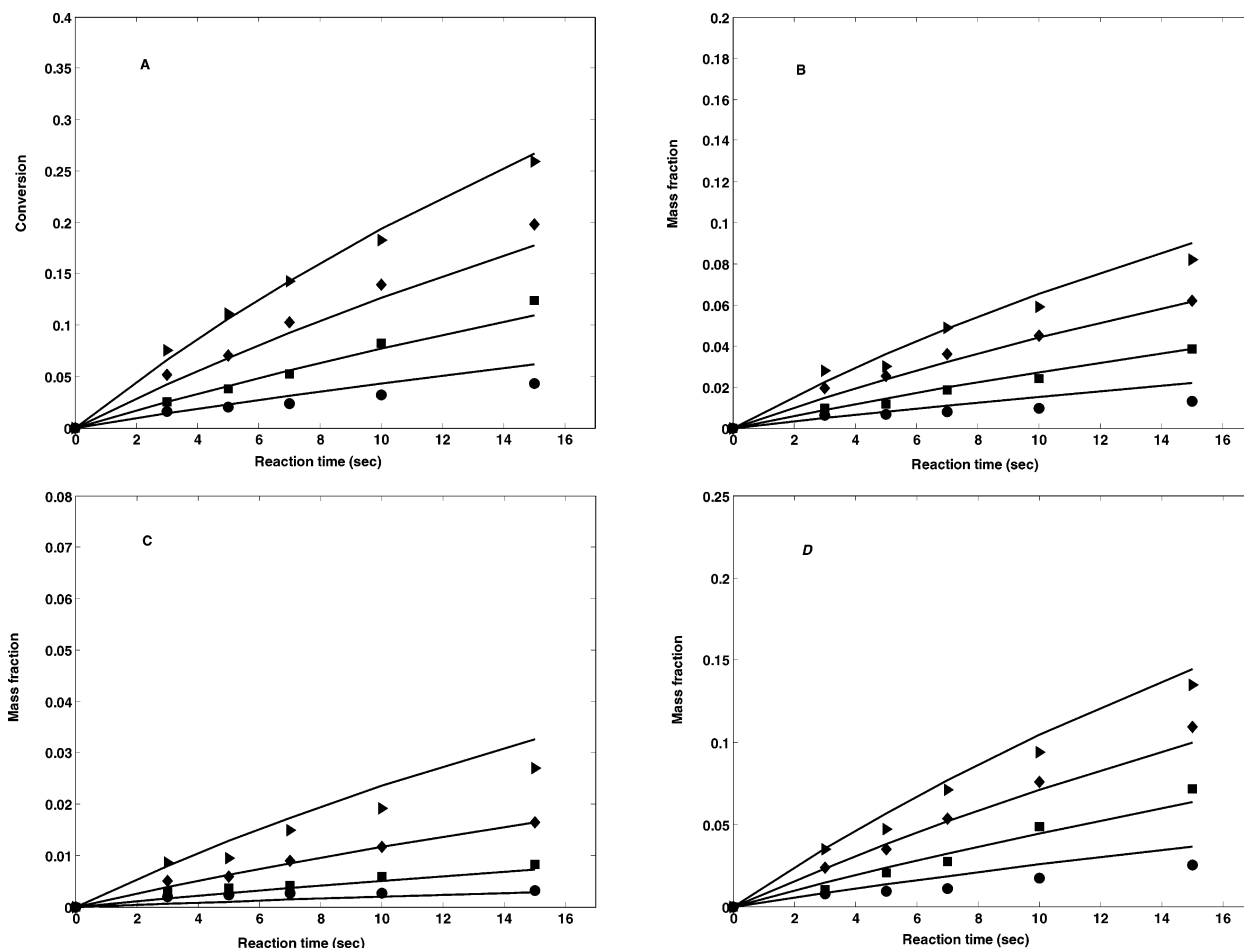 A
Conversion
0.4
0.35
0.3
0.25
0.2
0.15
0.1
0.05
0
0 2 4 6 8 10 12 14 16
Reaction time (sec)
B
Mass fraction
0.2
0.18
0.16
0.14
0.12
0.1
0.08
0.06
0.04
0.02
0
0 2 4 6 8 10 12 14 16
Reaction time (sec)
C
Mass fraction
0.08
0.07
0.06
0.05
0.04
0.03
0.02
0.01
0
0 2 4 6 8 10 12 14 16
Reaction time (sec)
D
Mass fraction
0.25
0.2
0.15
0.1
0.05
0
0 2 4 6 8 10 12 14 16
Reaction time (sec)